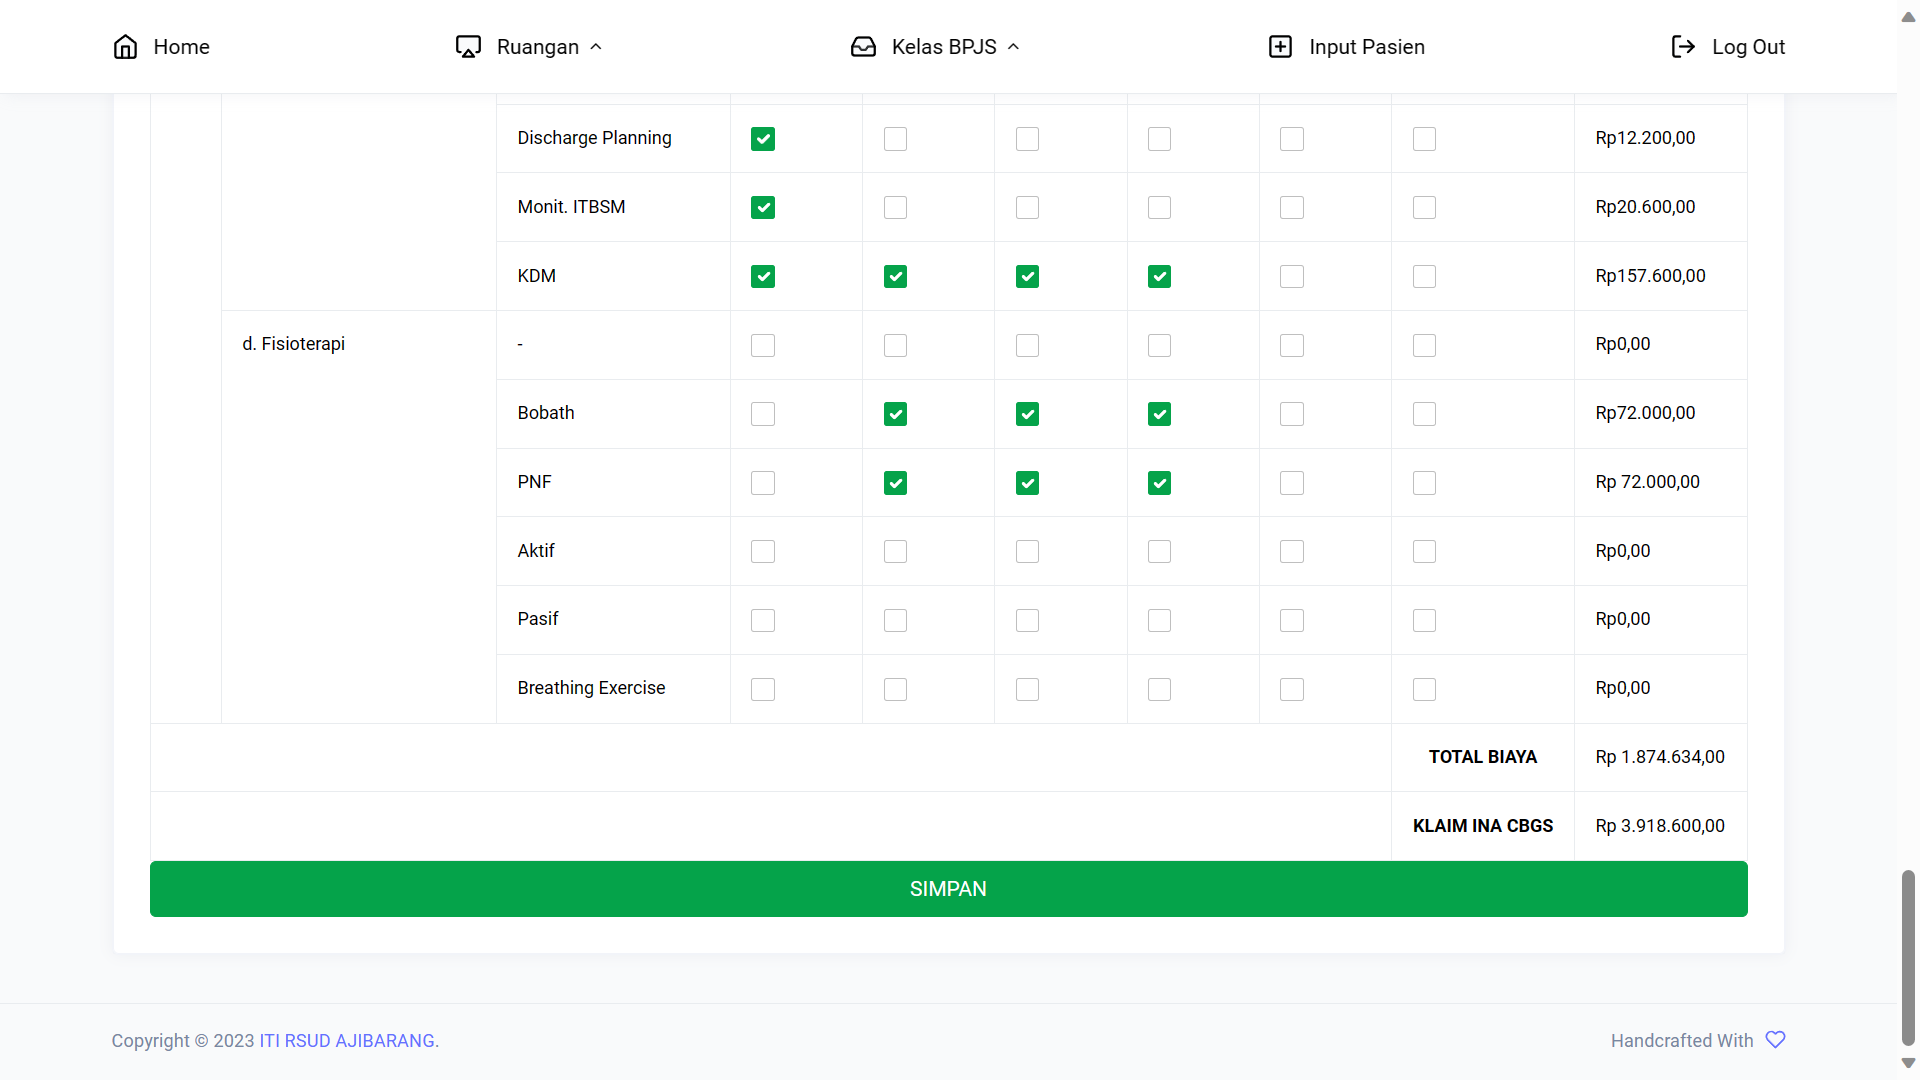 Home
Ruangan
Kelas BPJS
Input Pasien
Log Out
Discharge Planning Rp12.200,00
Monit. ITBSM Rp20.600,00
KDM Rp157.600,00
d. Fisioterapi - Rp0,00
Bobath Rp72.000,00
PNF Rp 72.000,00
Aktif Rp0,00
Pasif Rp0,00
Breathing Exercise Rp0,00
TOTAL BIAYA Rp 1.874.634,00
KLAIM INA CBGS Rp 3.918.600,00
SIMPAN
Copyright © 2023 ITI RSUD AJIBARANG.
Handcrafted With